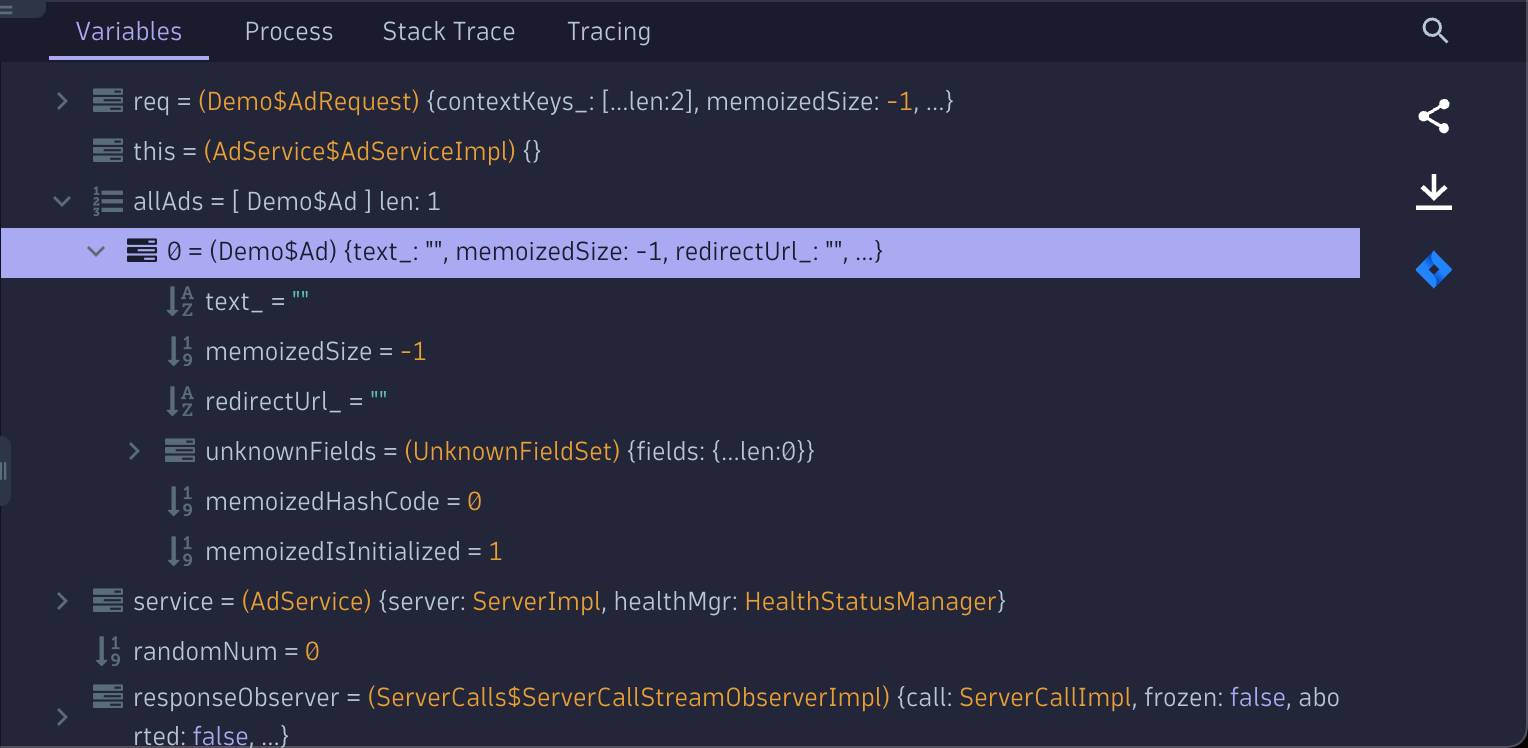 Variables Process Stack Trace Tracing
req = (Demo$AdRequest) {contextKeys_: [...len:2], memoizedSize: -1, ...}
this = (AdService$AdServiceImpl) {}
allAds = [ Demo$Ad ] len: 1
0 = (Demo$Ad) {text_: "", memoizedSize: -1, redirectUrl_: "", ...}
text_ = ""
memoizedSize = -1
redirectUrl_ = ""
unknownFields = (UnknownFieldSet) {fields: {...len:0}}
memoizedHashCode = 0
memoizedIsInitialized = 1
service = (AdService) {server: ServerImpl, healthMgr: HealthStatusManager}
randomNum = 0
responseObserver = (ServerCalls$ServerCallStreamObserverImpl) {call: ServerCallImpl, frozen: false, abo
rted: false, ...}